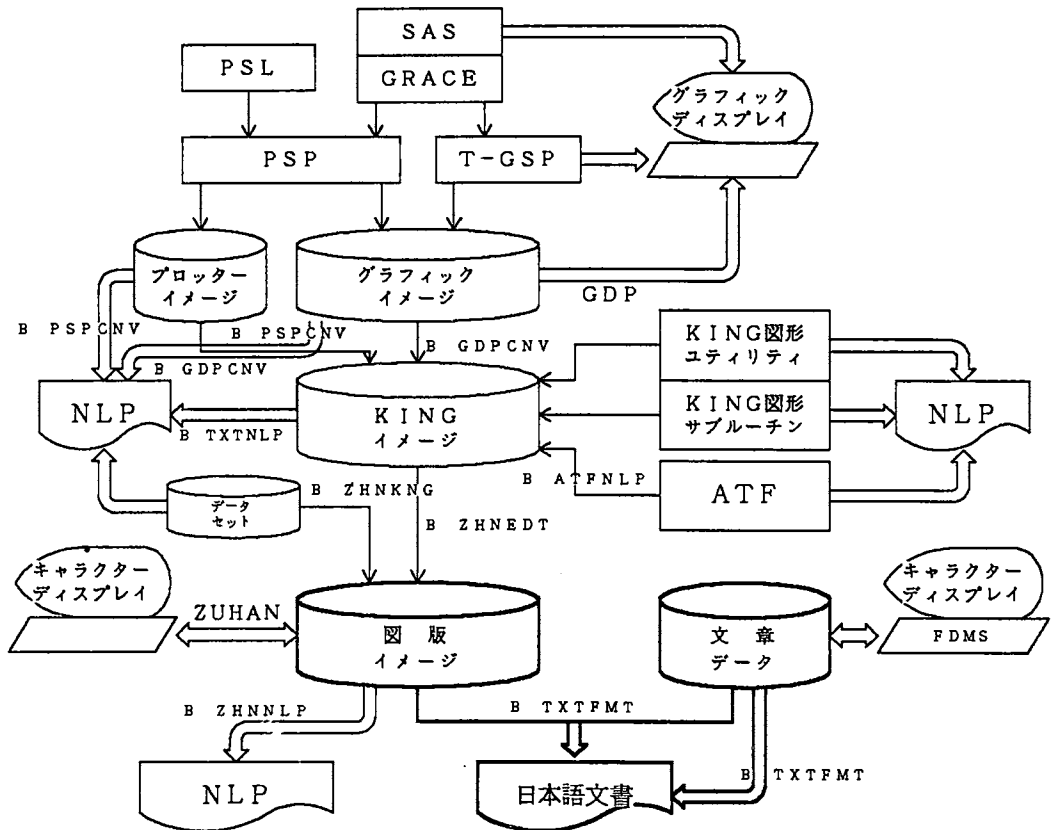 SAS
PSL
GRACE
グラフィック
ディスプレイ
PSP
T-GSP
プロッター
イメージ
グラフィック
イメージ
GDP
B PSPCNV
B PSPCNV
B GDPCNV
B GDPCNV
KING図形
ユティリティ
NLP
KING
イメージ
KING図形
サブルーチン
NLP
B TXTNLP
B ZHNKNG
B ATFNLP
ATF
データ
セット
B ZHNEDT
キャラクター
ディスプレイ
ZUHAN
図 版
イメージ
文 章
データ
キャラクター
ディスプレイ
FDMS
B ZHNNLP
B TXTFMT
B TXTFMT
NLP
日本語文書